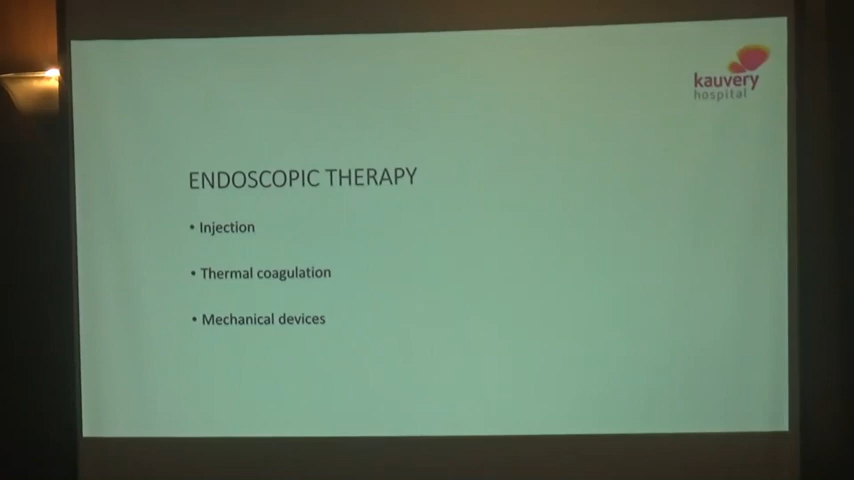 kauvery
hospital
ENDOSCOPIC THERAPY
• Injection
• Thermal coagulation
• Mechanical devices